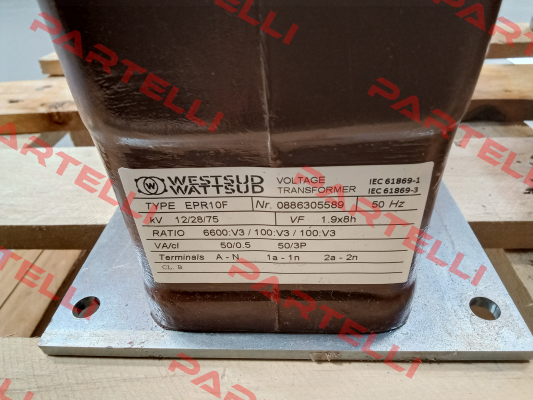 WESTSUD WATTSUD VOLTAGE TRANSFORMER IEC 61869-1 IEC 61869-3
TYPE EPR10F Nr. 0886305589 50 Hz
kV 12/28/75 VF 1.9x8h
RATIO 6600:V3 / 100:V3 / 100:V3
VA/cl 50/0.5 50/3P
Terminals A - N 1a - 1n 2a - 2n
CL. B
PARTELLI
PARTELLI
PARTELLI
PARTELLI
PARTELLI
PARTELLI
PARTELLI